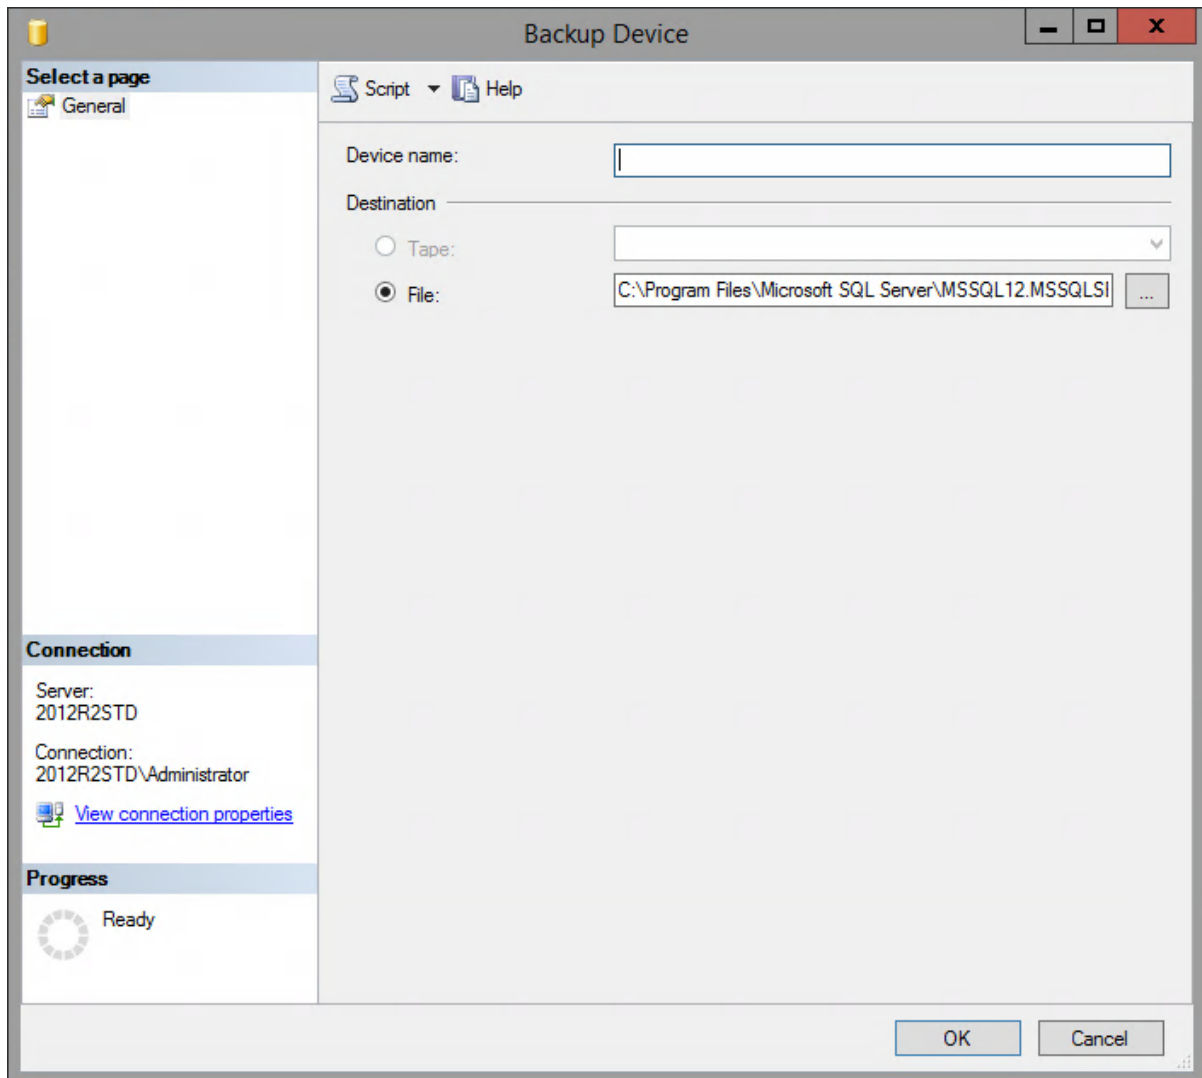 Backup Device
Select a page
General
Script Help
Device name:
Destination
Tape:
File: C:\Program Files\Microsoft SQL Server\MSSQL12.MSSQLSI
...
Connection
Server:
2012R2STD
Connection:
2012R2STD\Administrator
View connection properties
Progress
Ready
OK Cancel